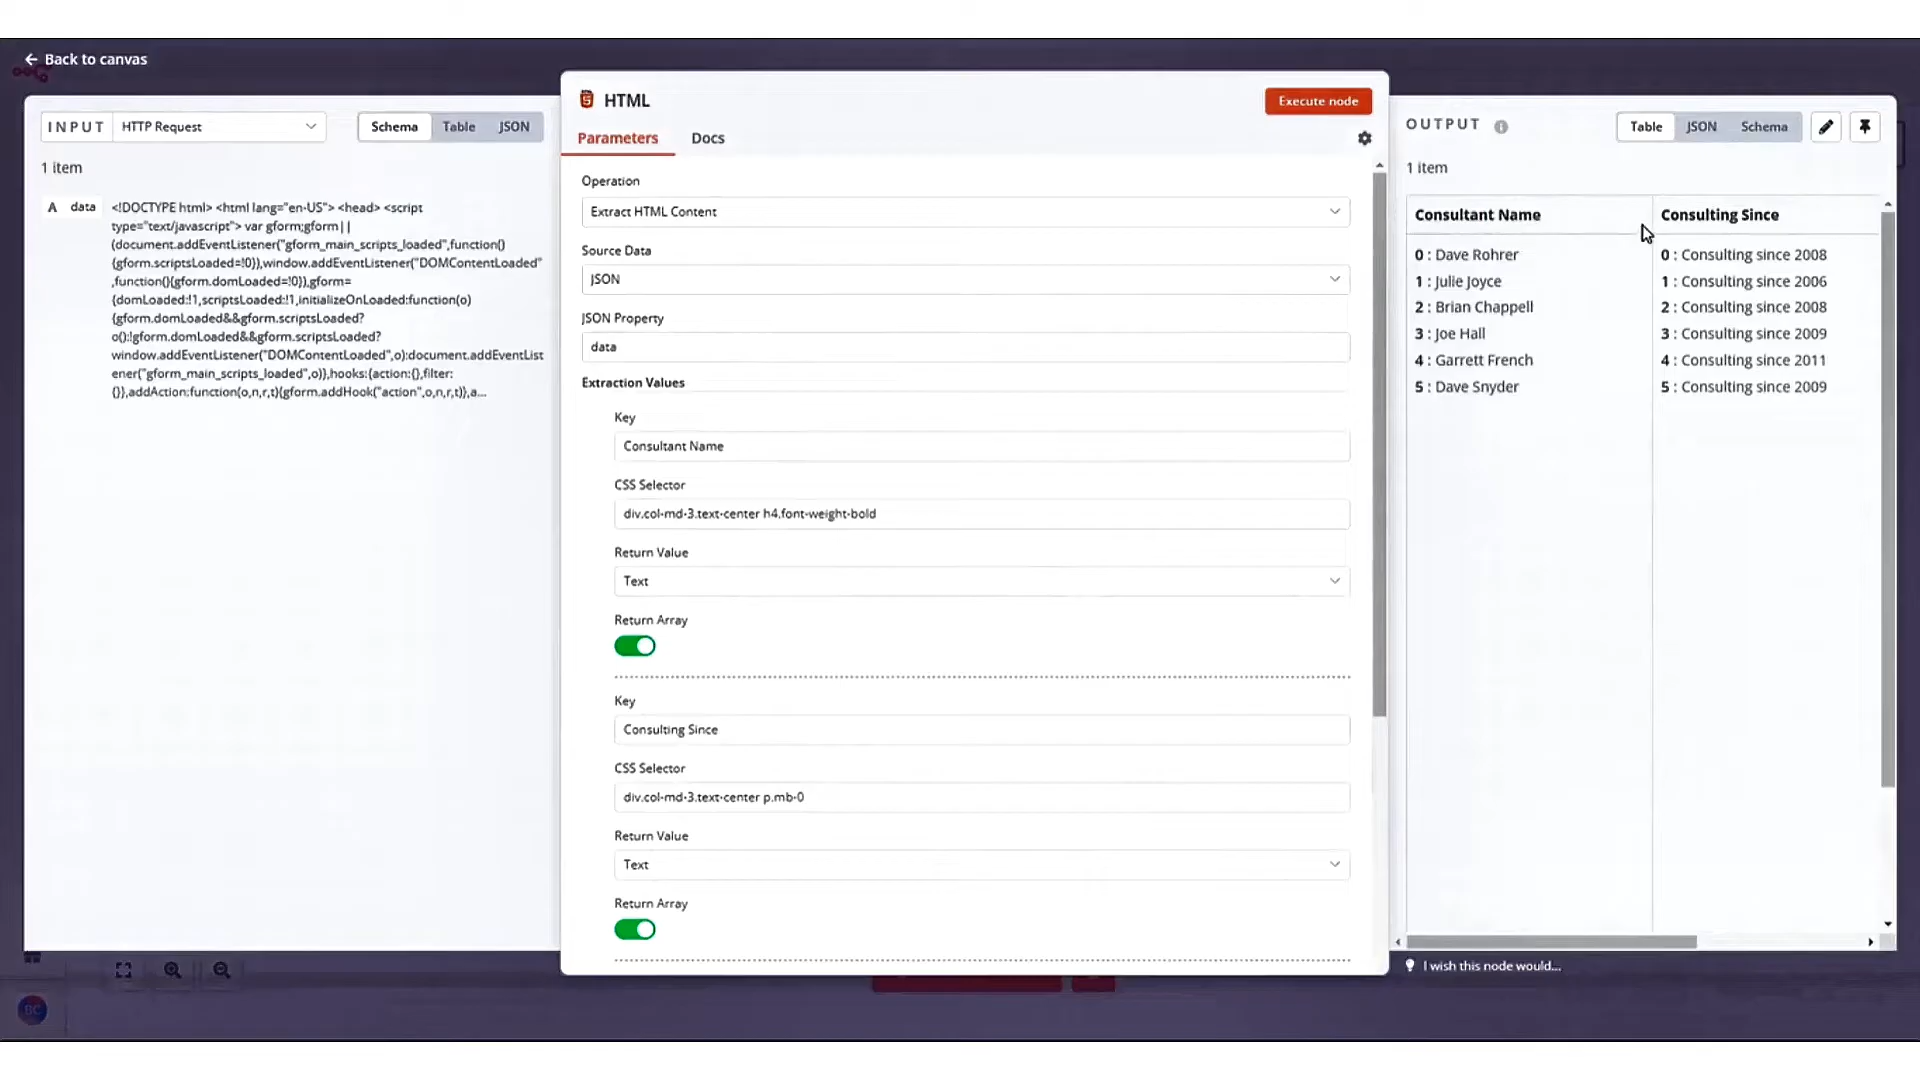 Back to canvas
INPUT HTTP Request
Schema Table JSON
1 item
A data
<!DOCTYPE html> <html lang="en-US"> <head> <script
type="text/javascript"> var gform;gform||
(document.addEventListener("gform_main_scripts_loaded",function()
{gform.scriptsLoaded=!0}),window.addEventListener("DOMContentLoaded"
,function(){gform.domLoaded=!0}),gform=
{domLoaded:!1,scriptsLoaded:!1,initializeOnLoaded:function(o)
{gform.domLoaded&&gform.scriptsLoaded?
o():!gform.domLoaded&&gform.scriptsLoaded?
window.addEventListener("DOMContentLoaded",o):document.addEventList
ener("gform_main_scripts_loaded",o)},hooks:{action:{},filter:
{}},addAction:function(o,n,r,t){gform.addHook("action",o,n,r,t)},a...
HTML
Execute node
Parameters Docs
Operation
Extract HTML Content
Source Data
JSON
JSON Property
data
Extraction Values
Key
Consultant Name
CSS Selector
div.col-md-3.text-center h4.font-weight-bold
Return Value
Text
Return Array
Key
Consulting Since
CSS Selector
div.col-md-3.text-center p.mb-0
Return Value
Text
Return Array
OUTPUT
Table JSON Schema
1 item
Consultant Name Consulting Since
0 : Dave Rohrer 0 : Consulting since 2008
1 : Julie Joyce 1 : Consulting since 2006
2 : Brian Chappell 2 : Consulting since 2008
3 : Joe Hall 3 : Consulting since 2009
4 : Garrett French 4 : Consulting since 2011
5 : Dave Snyder 5 : Consulting since 2009
I wish this node would...
BC